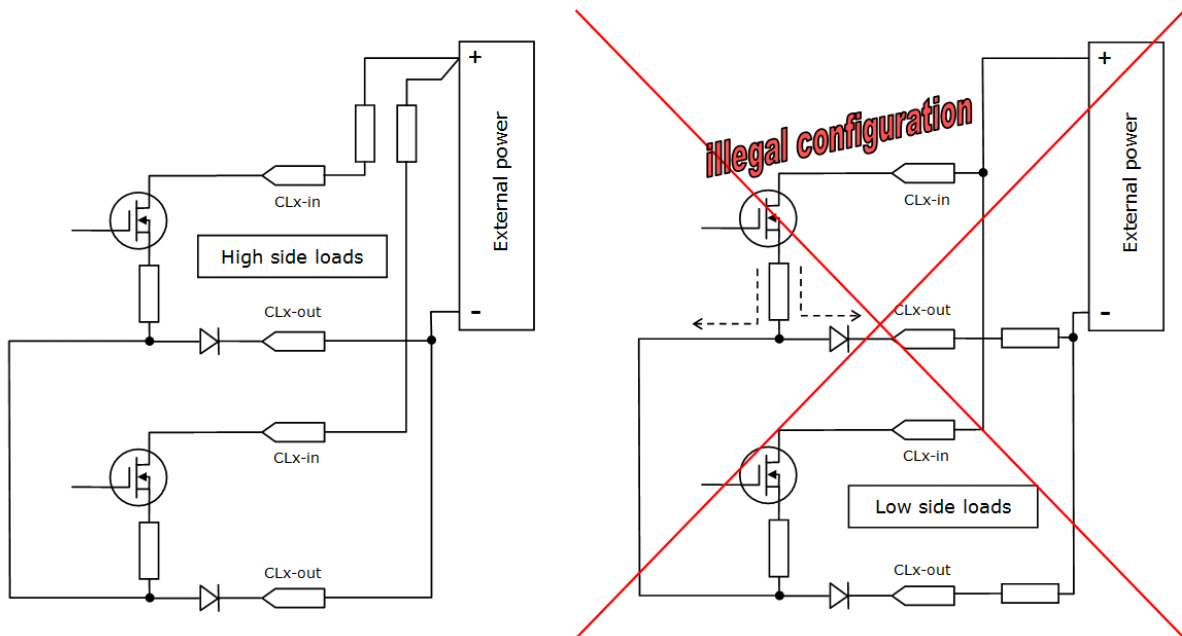 +
External power
CLx-in
High side loads
CLx-out
-
CLx-in
CLx-out
illegal configuration
+
External power
CLx-in
CLx-out
-
CLx-in
Low side loads
CLx-out